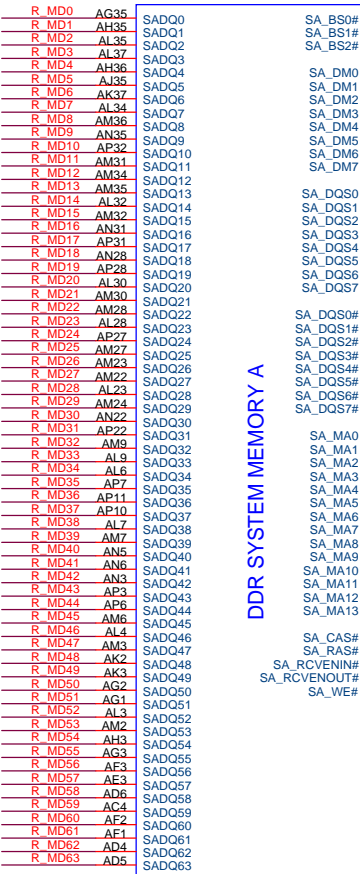 R_MD0 AG35 SADQ0 SA_BS0#
R_MD1 AH35 SADQ1 SA_BS1#
R_MD2 AL35 SADQ2 SA_BS2#
R_MD3 AL37 SADQ3
R_MD4 AH36 SADQ4 SA_DM0
R_MD5 AJ35 SADQ5 SA_DM1
R_MD6 AK37 SADQ6 SA_DM2
R_MD7 AL34 SADQ7 SA_DM3
R_MD8 AM36 SADQ8 SA_DM4
R_MD9 AN35 SADQ9 SA_DM5
R_MD10 AP32 SADQ10 SA_DM6
R_MD11 AM31 SADQ11 SA_DM7
R_MD12 AM34 SADQ12
R_MD13 AM35 SADQ13 SA_DQS0
R_MD14 AL32 SADQ14 SA_DQS1
R_MD15 AM32 SADQ15 SA_DQS2
R_MD16 AN31 SADQ16 SA_DQS3
R_MD17 AP31 SADQ17 SA_DQS4
R_MD18 AN28 SADQ18 SA_DQS5
R_MD19 AP28 SADQ19 SA_DQS6
R_MD20 AL30 SADQ20 SA_DQS7
R_MD21 AM30 SADQ21
R_MD22 AM28 SADQ22 SA_DQS0#
R_MD23 AL28 SADQ23 SA_DQS1#
R_MD24 AP27 SADQ24 SA_DQS2#
R_MD25 AM27 SADQ25 SA_DQS3#
R_MD26 AM23 SADQ26 SA_DQS4#
R_MD27 AM22 SADQ27 SA_DQS5#
R_MD28 AL23 SADQ28 SA_DQS6#
R_MD29 AM24 SADQ29 SA_DQS7#
R_MD30 AN22 SADQ30
R_MD31 AP22 SADQ31 SA_MA0
R_MD32 AM9 SADQ32 SA_MA1
R_MD33 AL9 SADQ33 SA_MA2
R_MD34 AL6 SADQ34 SA_MA3
R_MD35 AP7 SADQ35 SA_MA4
R_MD36 AP11 SADQ36 SA_MA5
R_MD37 AP10 SADQ37 SA_MA6
R_MD38 AL7 SADQ38 SA_MA7
R_MD39 AM7 SADQ39 SA_MA8
R_MD40 AN5 SADQ40 SA_MA9
R_MD41 AN6 SADQ41 SA_MA10
R_MD42 AN3 SADQ42 SA_MA11
R_MD43 AP3 SADQ43 SA_MA12
R_MD44 AP6 SADQ44 SA_MA13
R_MD45 AM6 SADQ45
R_MD46 AL4 SADQ46 SA_CAS#
R_MD47 AM3 SADQ47 SA_RAS#
R_MD48 AK2 SADQ48 SA_RCVENIN#
R_MD49 AK3 SADQ49 SA_RCVENOUT#
R_MD50 AG2 SADQ50 SA_WE#
R_MD51 AG1 SADQ51
R_MD52 AL3 SADQ52
R_MD53 AM2 SADQ53
R_MD54 AH3 SADQ54
R_MD55 AG3 SADQ55
R_MD56 AF3 SADQ56
R_MD57 AE3 SADQ57
R_MD58 AD6 SADQ58
R_MD59 AC4 SADQ59
R_MD60 AF2 SADQ60
R_MD61 AF1 SADQ61
R_MD62 AD4 SADQ62
R_MD63 AD5 SADQ63
DDR SYSTEM MEMORY A